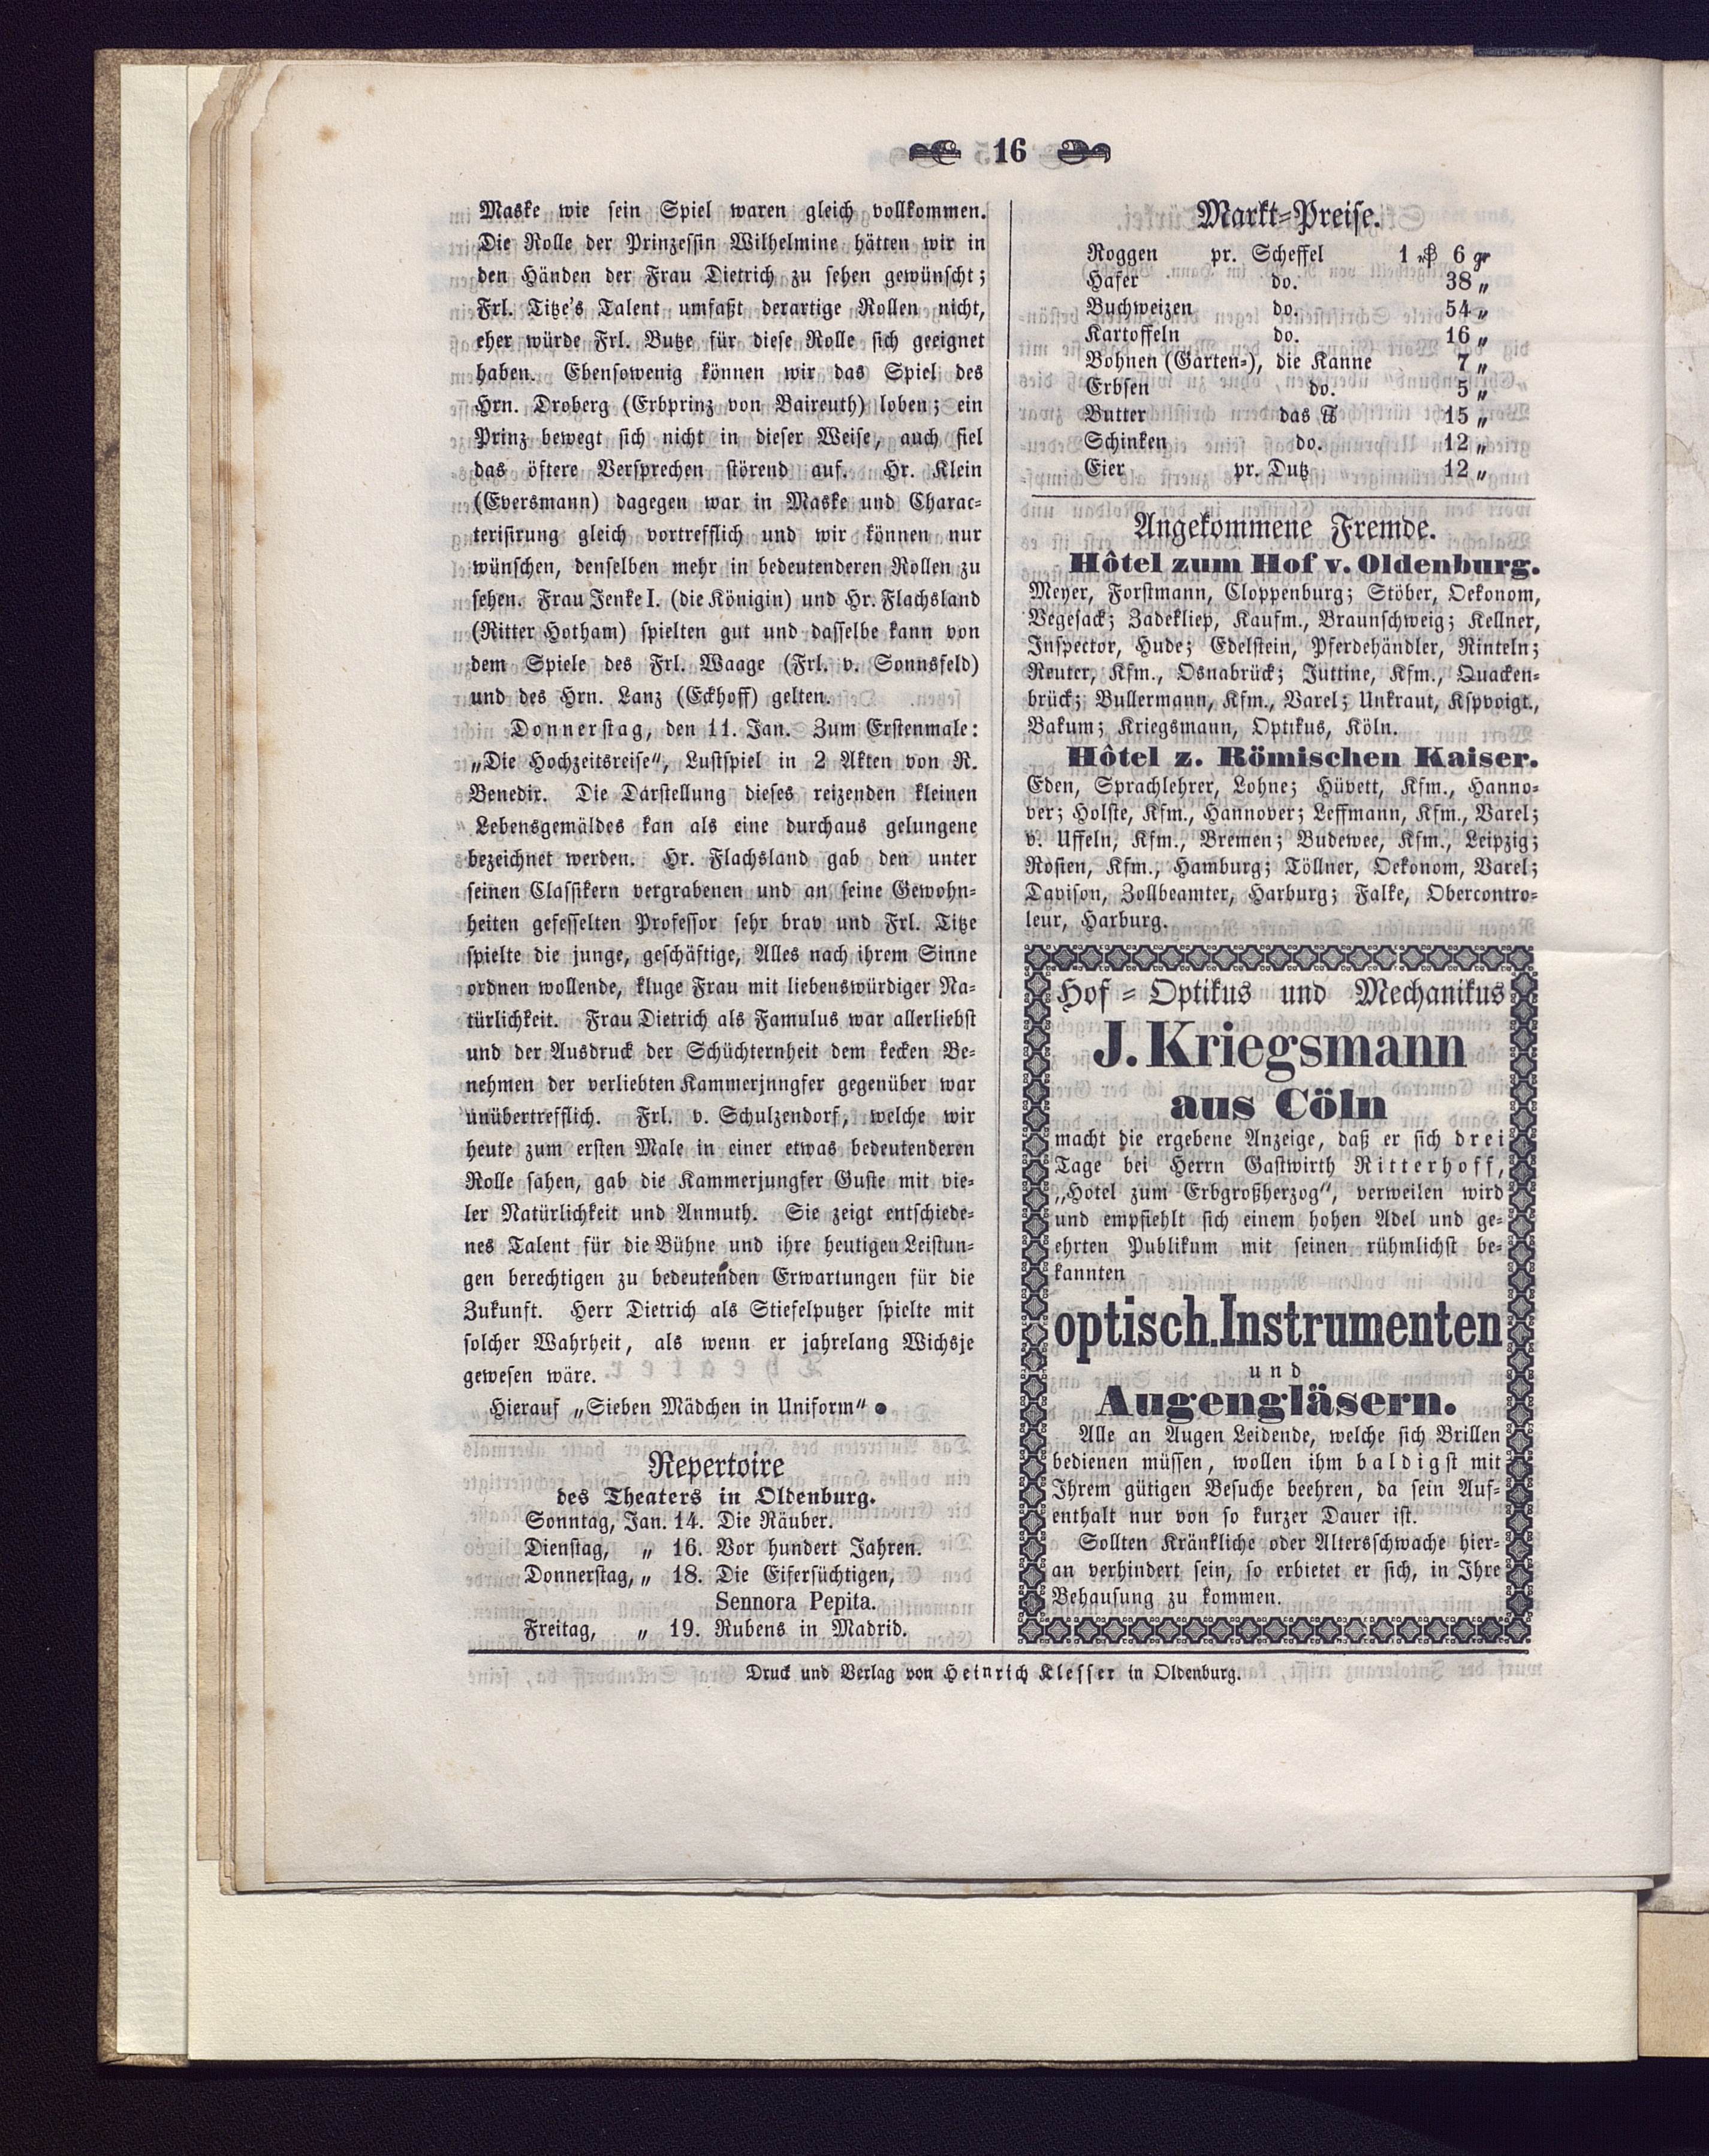 16
Maske wie sein Spiel waren gleich vollkommen.
Die Rolle der Prinzessin Wilhelmine hätten wir in
den Händen der Frau Dietrich zu sehen gewünscht;
Frl. Titze's Talent umfaßt derartige Rollen nicht,
eher würde Frl. Butze für diese Rolle sich geeignet
haben. Ebensowenig können wir das Spiel des
Hrn. Droberg (Erbprinz von Baireuth) loben; ein
Prinz bewegt sich nicht in dieser Weise, auch fiel
das öftere Versprechen störend auf. Hr. Klein
(Eversmann) dagegen war in Maske und Charac-
terisirung gleich vortrefflich und wir können nur
wünschen, denselben mehr in bedeutenderen Rollen zu
sehen. Frau Jenke I. (die Königin) und Hr. Flachsland
(Ritter Hotham) spielten gut und dasselbe kann von
dem Spiele des Frl. Waage (Frl. v. Sonnsfeld)
und des Hrn. Lanz (Eckhoff) gelten.
Donnerstag, den 11. Jan. Zum Erstenmale:
„Die Hochzeitsreise“, Lustspiel in 2 Akten von R.
Benedix. Die Darstellung dieses reizenden kleinen
Lebensgemäldes kan als eine durchaus gelungene
bezeichnet werden. Hr. Flachsland gab den unter
seinen Classikern vergrabenen und an seine Gewohn-
heiten gefesselten Professor sehr brav und Frl. Titze
spielte die junge, geschäftige, Alles nach ihrem Sinne
ordnen wollende, kluge Frau mit liebenswürdiger Na-
türlichkeit. Frau Dietrich als Famulus war allerliebst
und der Ausdruck der Schüchternheit dem kecken Be-
nehmen der verliebten Kammerjnngfer gegenüber war
unübertrefflich. Frl. v. Schulzendorf, welche wir
heute zum ersten Male in einer etwas bedeutenderen
Rolle sahen, gab die Kammerjungfer Guste mit vie-
ler Natürlichkeit und Anmuth. Sie zeigt entschiede-
nes Talent für die Bühne und ihre heutigen Leistun-
gen berechtigen zu bedeutenden Erwartungen für die
Zukunft. Herr Dietrich als Stiefelputzer spielte mit
solcher Wahrheit, als wenn er jahrelang Wichsje
gewesen wäre.
Hierauf „Sieben Mädchen in Uniform“ ●
Repertoire
des Theaters in Oldenburg.
Sonntag, Jan. 14. Die Räuber.
Dienstag, „ 16. Vor hundert Jahren.
Donnerstag, „ 18. Die Eifersüchtigen,
Sennora Pepita.
Freitag, „ 19. Rubens in Madrid.
Markt-Preise.
Roggen pr. Scheffel 1 ₰ 6 gr
Hafer do. 38 „
Buchweizen do. 54 „
Kartoffeln do. 16 „
Bohnen (Garten-), die Kanne 7 „
Erbsen do. 5 „
Butter das ℔ 15 „
Schinken do. 12 „
Eier pr. Dutz 12 „
Angekommene Fremde.
Hôtel zum Hof v. Oldenburg.
Meyer, Forstmann, Cloppenburg; Stöber, Oekonom,
Vegesack; Zadekliep, Kaufm., Braunschweig; Kellner,
Inspector, Hude; Edelstein, Pferdehändler, Rinteln;
Reuter, Kfm., Osnabrück; Juttine, Kfm., Quacken-
brück; Bullermann, Kfm., Varel; Unkraut, Kspvoigt.,
Bakum; Kriegsmann, Optikus, Köln.
Hôtel z. Römischen Kaiser.
Eden, Sprachlehrer, Lohne; Hüvett, Kfm., Hanno-
ver; Holste, Kfm., Hannover; Leffmann, Kfm., Varel;
v. Uffeln, Kfm., Bremen; Budewee, Kfm., Leipzig;
Rosien, Kfm., Hamburg; Töllner, Oekonom, Varel;
Tavison, Zollbeamter, Harburg; Falke, Obercontro-
leur, Harburg.
Hof-Optikus und Mechanikus
J. Kriegsmann
aus Cöln
macht die ergebene Anzeige, daß er sich drei
Tage bei Herrn Gastwirth Ritterhoff,
„Hotel zum Erbgroßherzog“, verweilen wird
und empfiehlt sich einem hohen Adel und ge-
ehrten Publikum mit seinen rühmlichst be-
kannten
optisch. Instrumenten
und
Augengläsern.
Alle an Augen Leidende, welche sich Brillen
bedienen müssen, wollen ihm baldigst mit
Ihrem gütigen Besuche beehren, da sein Auf-
enthalt nur von so kurzer Dauer ist.
Sollten Kränkliche oder Altersschwache hier-
an verhindert sein, so erbietet er sich, in Ihre
Behausung zu kommen.
Druck und Verlag von Heinrich Klesser in Oldenburg.